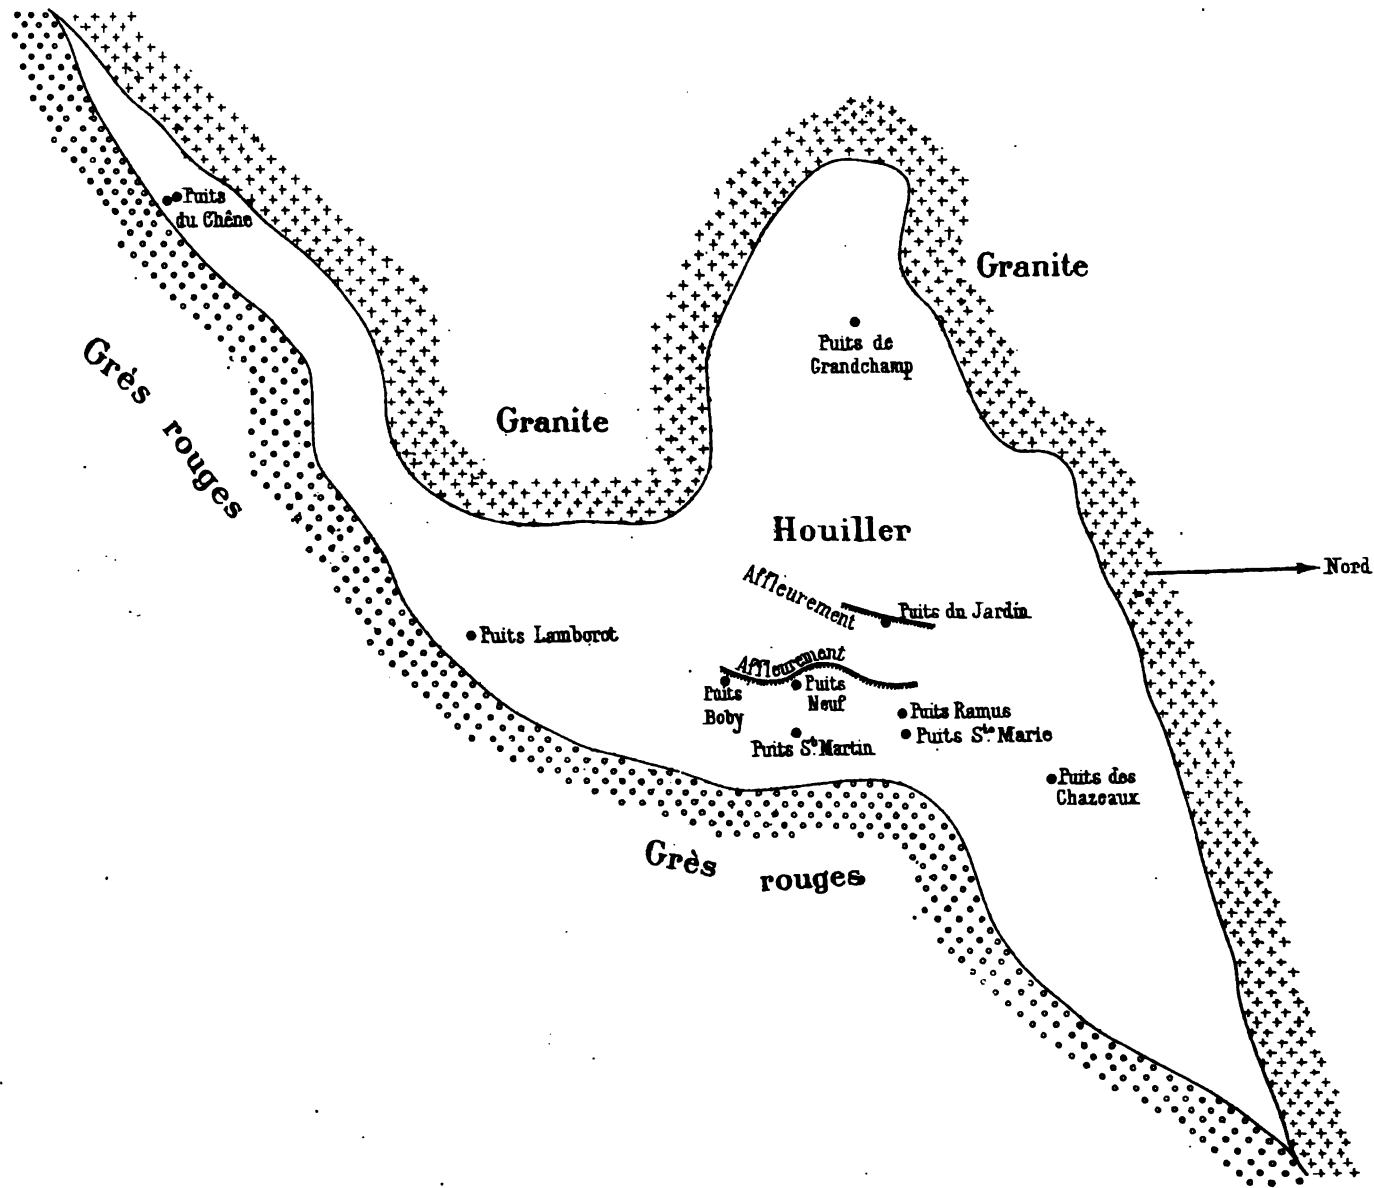 Puits
du Chêne
Granite
Puits de
Grandchamp
Grès rouges
Granite
Houiller
Nord
Affleurement
Puits du Jardin
Puits Lamborot
Affleurement
Puits
Boby
Puits
Neuf
Puits Ramus
Puits Ste Marie
Puits St Martin
Puits des
Chazeaux
Grès rouges